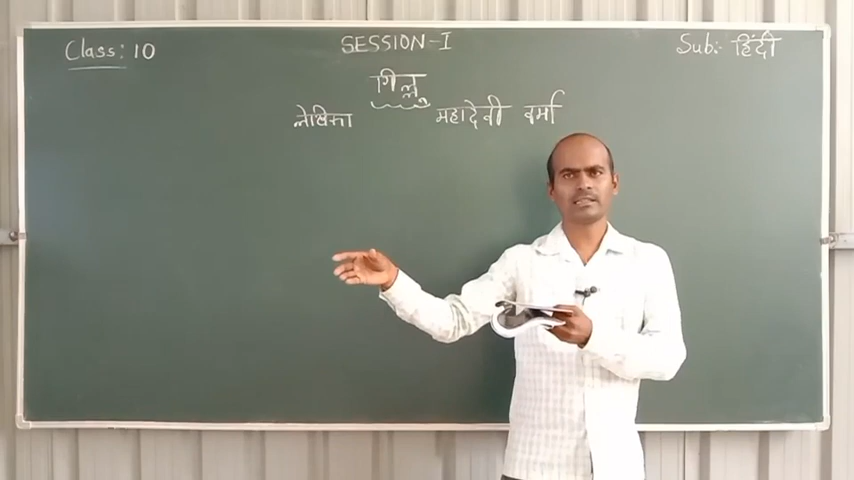 Class: 10 SESSION-I Sub:- हिंदी
गिल्लू
लेखिका महादेवी वर्मा